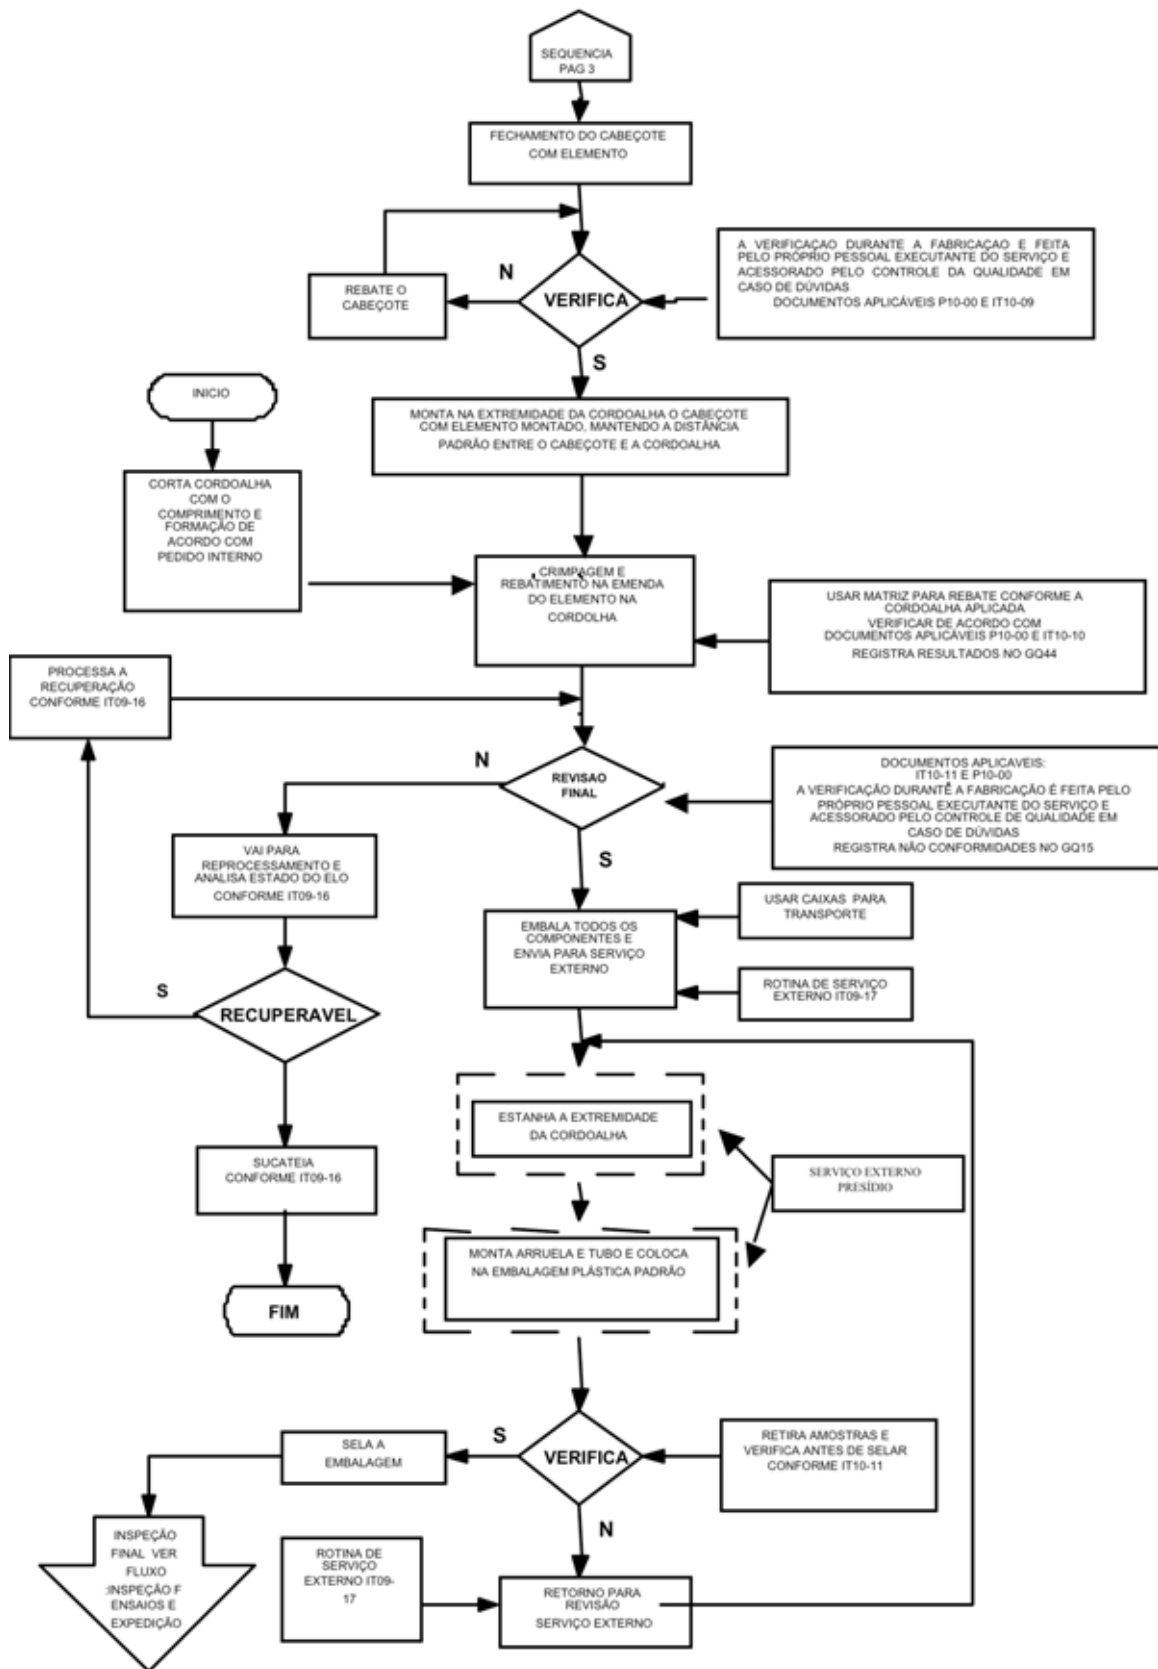 SEQUENCIA
PAG 3
FECHAMENTO DO CABEÇOTE
COM ELEMENTO
N
REBATE O
CABEÇOTE
VERIFICA
A VERIFICAÇAO DURANTE A FABRICAÇAO E FEITA
PELO PRÓPRIO PESSOAL EXECUTANTE DO SERVIÇO E
ACESSORADO PELO CONTROLE DA QUALIDADE EM
CASO DE DÚVIDAS
DOCUMENTOS APLICÁVEIS P10-00 E IT10-09
S
INICIO
MONTA NA EXTREMIDADE DA CORDOALHA O CABEÇOTE
COM ELEMENTO MONTADO, MANTENDO A DISTÂNCIA
PADRÃO ENTRE O CABEÇOTE E A CORDOALHA
CORTA CORDOALHA
COM O
COMPRIMENTO E
FORMAÇÃO DE
ACORDO COM
PEDIDO INTERNO
CRIMPAGEM E
REBATIMENTO NA EMENDA
DO ELEMENTO NA
CORDOLHA
USAR MATRIZ PARA REBATE CONFORME A
CORDOALHA APLICADA
VERIFICAR DE ACORDO COM
DOCUMENTOS APLICÁVEIS P10-00 E IT10-10
REGISTRA RESULTADOS NO GQ44
PROCESSA A
RECUPERAÇÃO
CONFORME IT09-16
N
REVISAO
FINAL
DOCUMENTOS APLICAVEIS:
IT10-11 E P10-00
A VERIFICAÇÃO DURANTE A FABRICAÇÃO É FEITA PELO
PRÓPRIO PESSOAL EXECUTANTE DO SERVIÇO E
ACESSORADO PELO CONTROLE DE QUALIDADE EM
CASO DE DÚVIDAS
REGISTRA NÃO CONFORMIDADES NO GQ15
S
VAI PARA
REPROCESSAMENTO E
ANALISA ESTADO DO ELO
CONFORME IT09-16
USAR CAIXAS PARA
TRANSPORTE
EMBALA TODOS OS
COMPONENTES E
ENVIA PARA SERVIÇO
EXTERNO
ROTINA DE SERVIÇO
EXTERNO IT09-17
S
RECUPERAVEL
ESTANHA A EXTREMIDADE
DA CORDOALHA
SUCATEIA
CONFORME IT09-16
SERVIÇO EXTERNO
PRESÍDIO
MONTA ARRUELA E TUBO E COLOCA
NA EMBALAGEM PLÁSTICA PADRÃO
FIM
SELA A
EMBALAGEM
S
VERIFICA
RETIRA AMOSTRAS E
VERIFICA ANTES DE SELAR
CONFORME IT10-11
N
INSPEÇÃO
FINAL VER
FLUXO
:INSPEÇÃO F
ENSAIOS E
EXPEDIÇÃO
ROTINA DE
SERVIÇO
EXTERNO IT09-
17
RETORNO PARA
REVISÃO
SERVIÇO EXTERNO